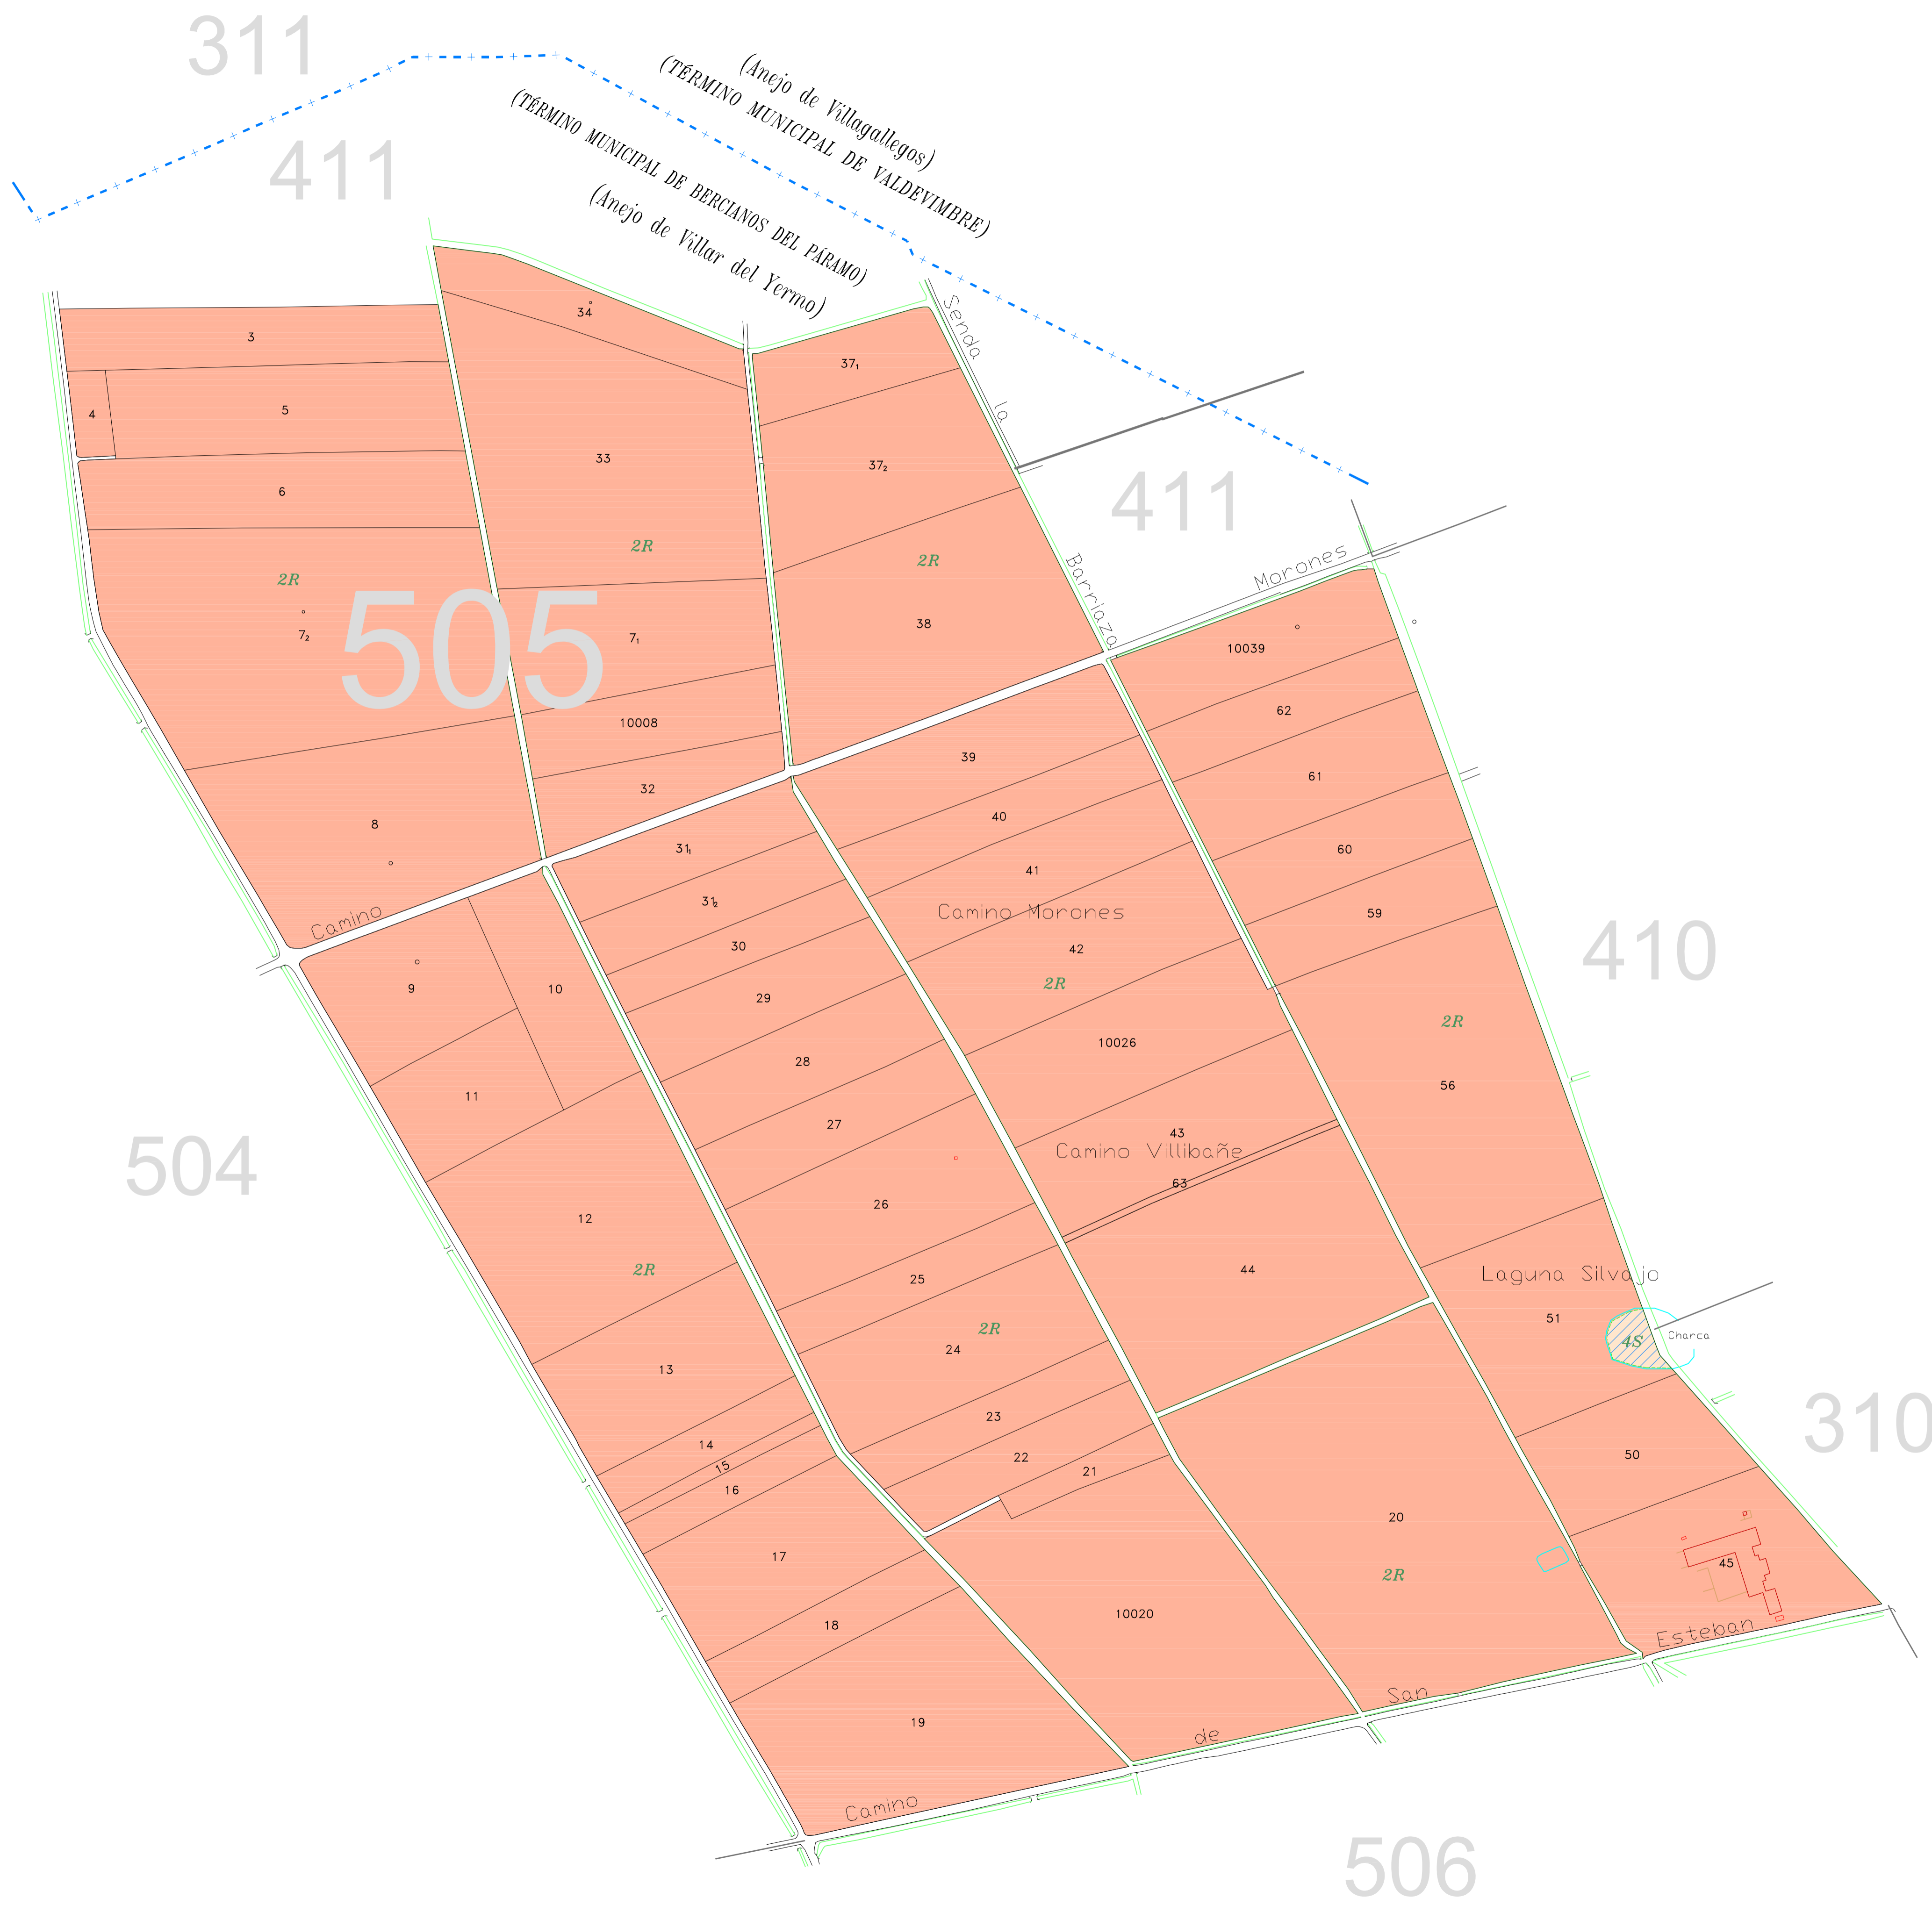 311
(Anejo de Villagallegos)
(TÉRMINO MUNICIPAL DE VALDEVIMBRE)
(TÉRMINO MUNICIPAL DE BERCIANOS DEL PÁRAMO)
(Anejo de Villar del Yermo)
411
Senda la Barriaza
34
3
37₁
4
5
33
37₂
6
411
2R
2R
2R
Morones
505
7₂
7₁
38
10039
10008
62
39
61
32
40
8
31₁
60
41
31₂
Camino
Camino Morones
59
30
42
410
9
10
29
2R
2R
28
10026
56
11
27
43
504
Camino Villibañe
63
26
12
2R
25
44
Laguna Silvajo
2R
51
24
Charca
4S
13
23
310
14
22
50
15
21
16
20
17
45
2R
10020
18
Esteban
San
19
de
Camino
506